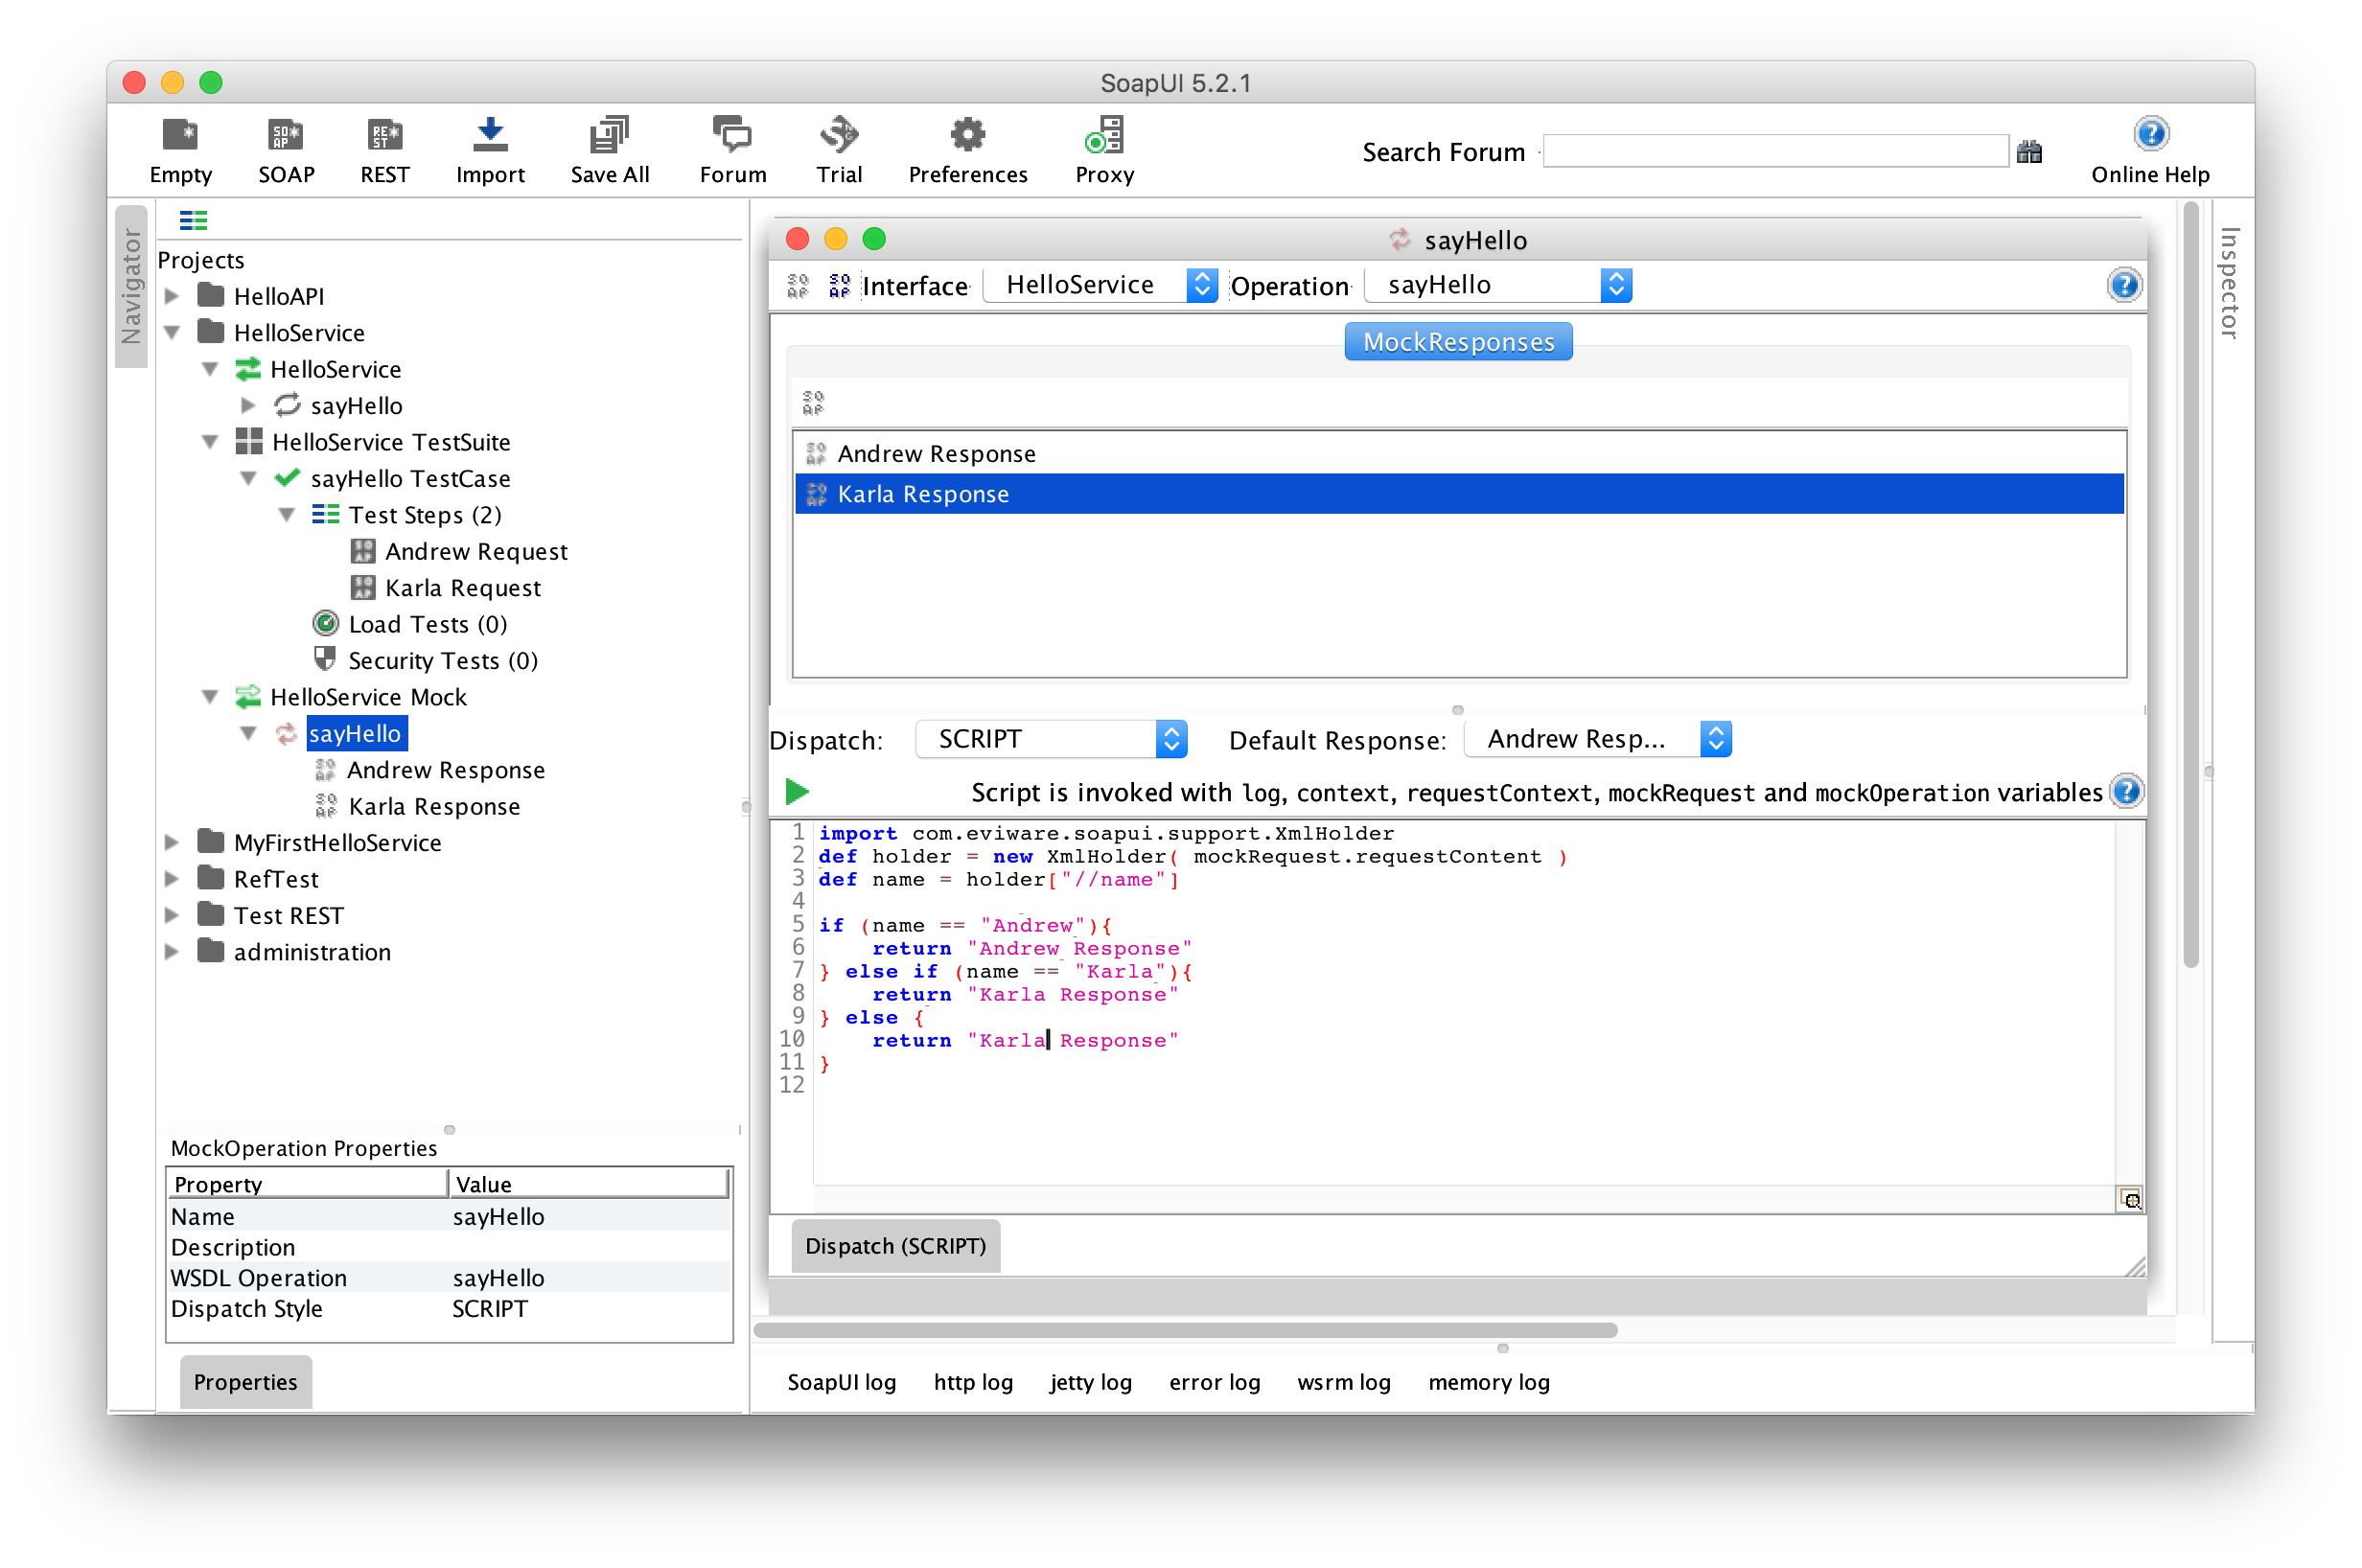 SoapUI 5.2.1
Empty SOAP REST Import Save All Forum Trial Preferences Proxy Search Forum Online Help
Navigator
Projects
HelloAPI
HelloService
HelloService
sayHello
HelloService TestSuite
sayHello TestCase
Test Steps (2)
Andrew Request
Karla Request
Load Tests (0)
Security Tests (0)
HelloService Mock
sayHello
Andrew Response
Karla Response
MyFirstHelloService
RefTest
Test REST
administration
MockOperation Properties
Property Value
Name sayHello
Description
WSDL Operation sayHello
Dispatch Style SCRIPT
Properties
sayHello
Interface HelloService Operation sayHello
MockResponses
Andrew Response
Karla Response
Dispatch: SCRIPT Default Response: Andrew Resp...
Script is invoked with log, context, requestContext, mockRequest and mockOperation variables
1 import com.eviware.soapui.support.XmlHolder
2 def holder = new XmlHolder( mockRequest.requestContent )
3 def name = holder["//name"]
4
5 if (name == "Andrew"){
6 return "Andrew Response"
7 } else if (name == "Karla"){
8 return "Karla Response"
9 } else {
10 return "Karla Response"
11 }
12
Dispatch (SCRIPT)
SoapUI log http log jetty log error log wsrm log memory log
Inspector